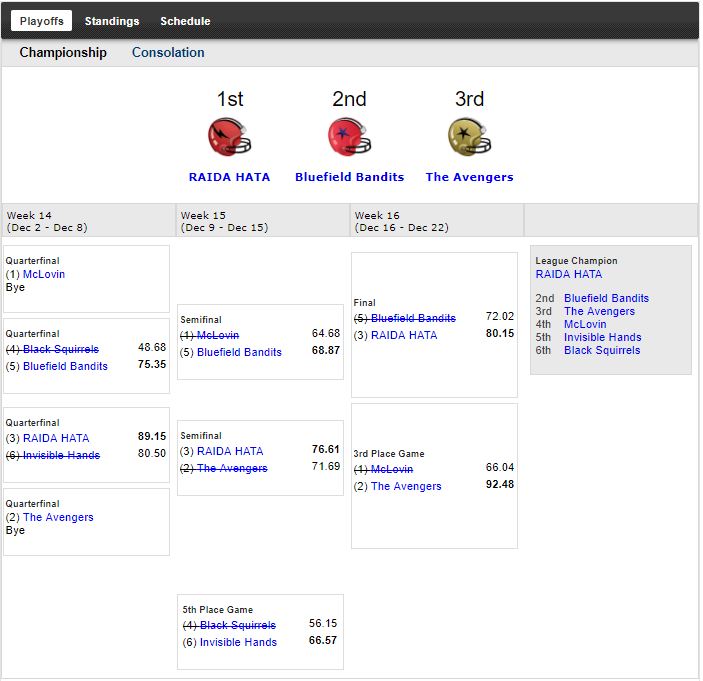 Playoffs Standings Schedule
Championship Consolation
1st 2nd 3rd
RAIDA HATA Bluefield Bandits The Avengers
Week 14
(Dec 2 - Dec 8)
Week 15
(Dec 9 - Dec 15)
Week 16
(Dec 16 - Dec 22)
Quarterfinal
(1) McLovin
Bye
Quarterfinal
(4) Black Squirrels 48.68
(5) Bluefield Bandits 75.35
Quarterfinal
(3) RAIDA HATA 89.15
(6) Invisible Hands 80.50
Quarterfinal
(2) The Avengers
Bye
Semifinal
(1) McLovin 64.68
(5) Bluefield Bandits 68.87
Semifinal
(3) RAIDA HATA 76.61
(2) The Avengers 71.69
5th Place Game
(4) Black Squirrels 56.15
(6) Invisible Hands 66.57
Final
(5) Bluefield Bandits 72.02
(3) RAIDA HATA 80.15
3rd Place Game
(1) McLovin 66.04
(2) The Avengers 92.48
League Champion
RAIDA HATA
2nd Bluefield Bandits
3rd The Avengers
4th McLovin
5th Invisible Hands
6th Black Squirrels